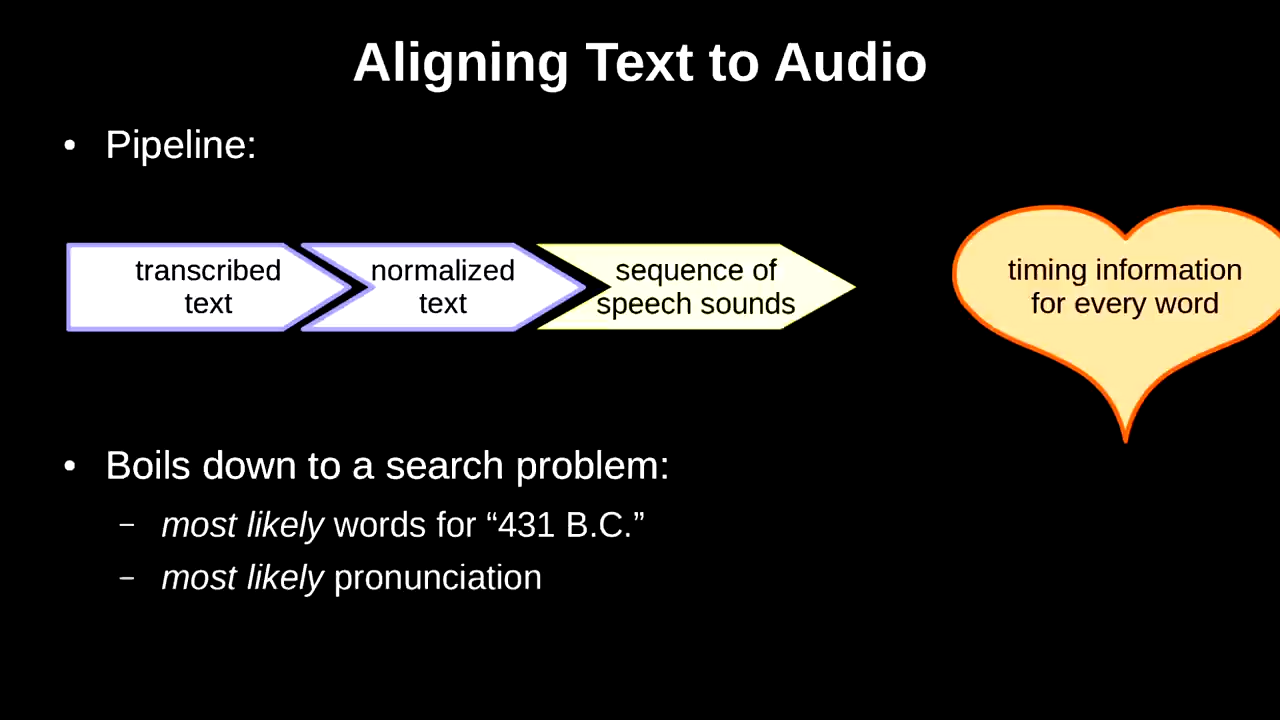 Aligning Text to Audio
• Pipeline:
transcribed
text
normalized
text
sequence of
speech sounds
timing information
for every word
• Boils down to a search problem:
– most likely words for “431 B.C.”
– most likely pronunciation